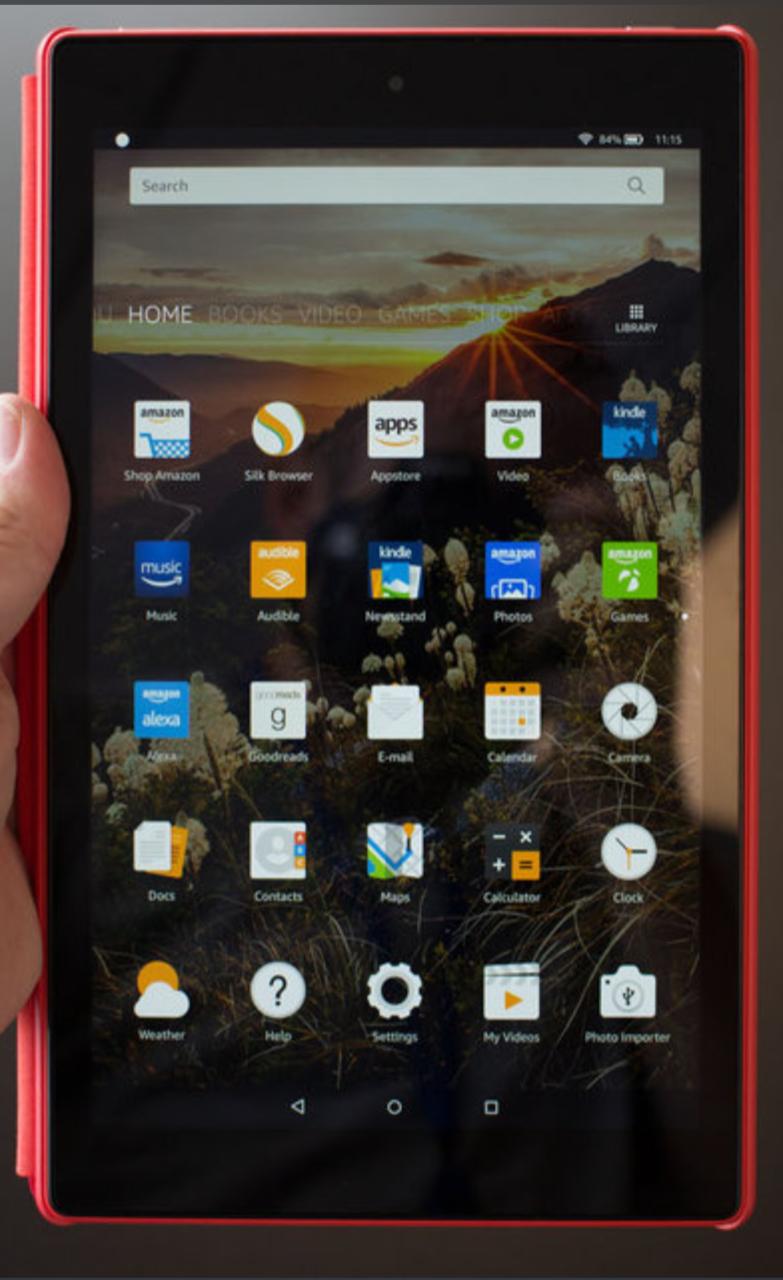 84% 11:15
Search
U HOME BOOKS VIDEO GAMES SHOP
LIBRARY
amazon apps amazon kindle
Shop Amazon Silk Browser Appstore Video Books
music audible kindle amazon amazon
Music Audible Newsstand Photos Games
amazon goodreads
alexa g
Alexa Goodreads E-mail Calendar Camera
A
B
C
− ×
+ =
Docs Contacts Maps Calculator Clock
?
Weather Help Settings My Videos Photo Importer